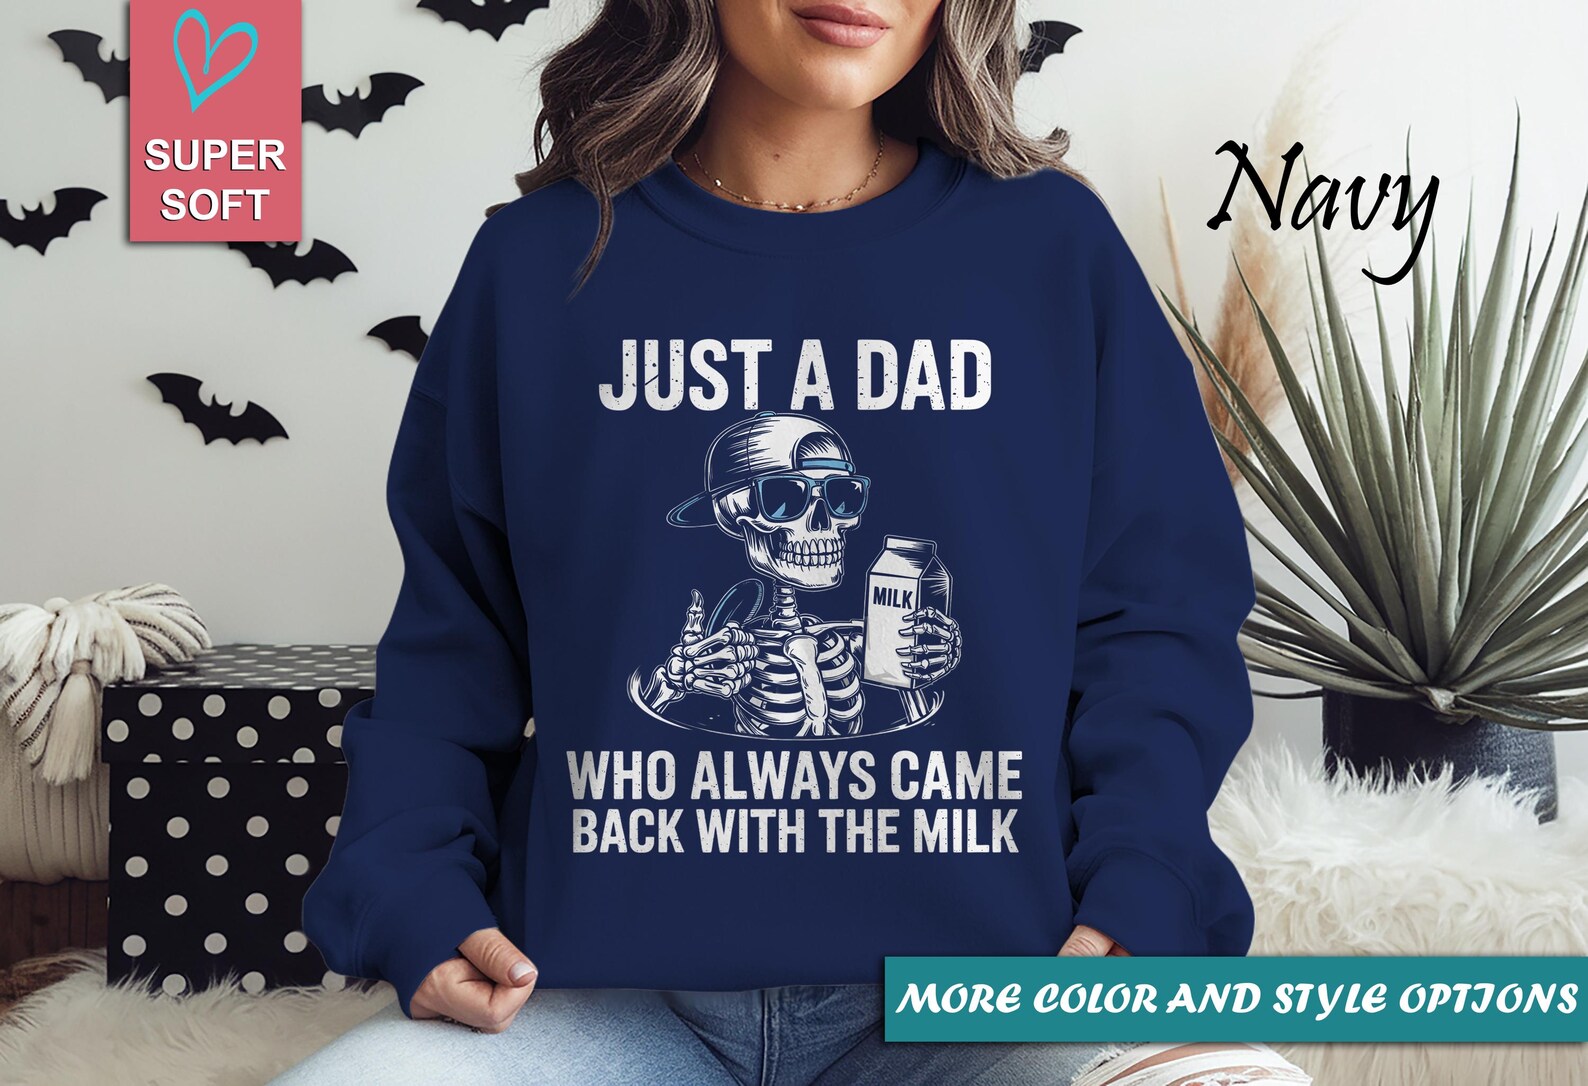 SUPER
SOFT
Navy
JUST A DAD
MILK
WHO ALWAYS CAME
BACK WITH THE MILK
MORE COLOR AND STYLE OPTIONS